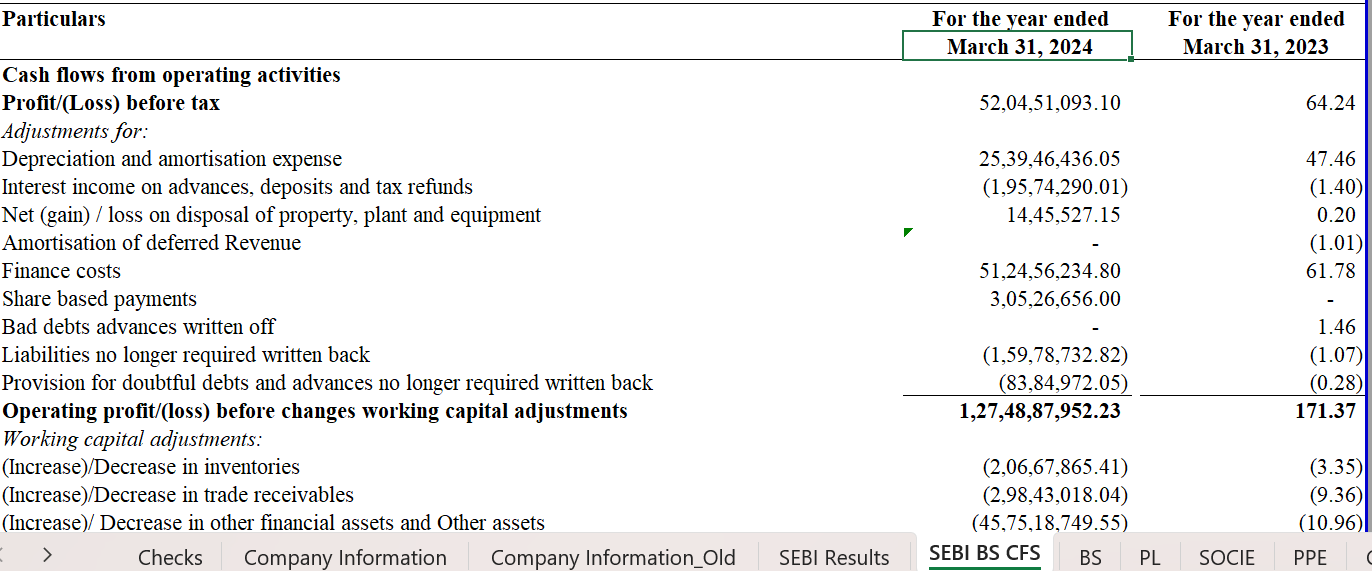 Particulars For the year ended For the year ended
March 31, 2024 March 31, 2023
Cash flows from operating activities
Profit/(Loss) before tax 52,04,51,093.10 64.24
Adjustments for:
Depreciation and amortisation expense 25,39,46,436.05 47.46
Interest income on advances, deposits and tax refunds (1,95,74,290.01) (1.40)
Net (gain) / loss on disposal of property, plant and equipment 14,45,527.15 0.20
Amortisation of deferred Revenue - (1.01)
Finance costs 51,24,56,234.80 61.78
Share based payments 3,05,26,656.00 -
Bad debts advances written off - 1.46
Liabilities no longer required written back (1,59,78,732.82) (1.07)
Provision for doubtful debts and advances no longer required written back (83,84,972.05) (0.28)
Operating profit/(loss) before changes working capital adjustments 1,27,48,87,952.23 171.37
Working capital adjustments:
(Increase)/Decrease in inventories (2,06,67,865.41) (3.35)
(Increase)/Decrease in trade receivables (2,98,43,018.04) (9.36)
(Increase)/ Decrease in other financial assets and Other assets (45,75,18,749.55) (10.96)
Checks Company Information Company Information_Old SEBI Results SEBI BS CFS BS PL SOCIE PPE